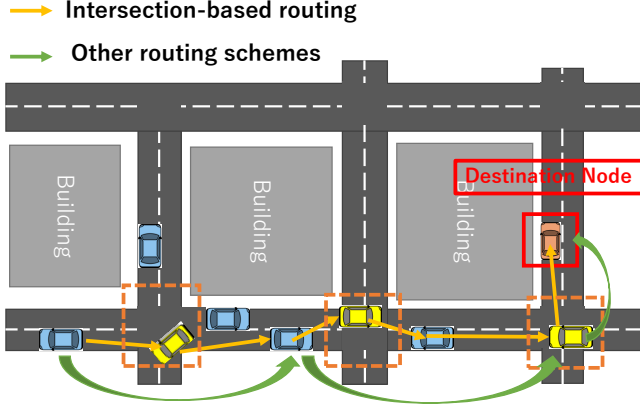 Intersection-based routing
Other routing schemes
Building
Building
Building
Destination Node